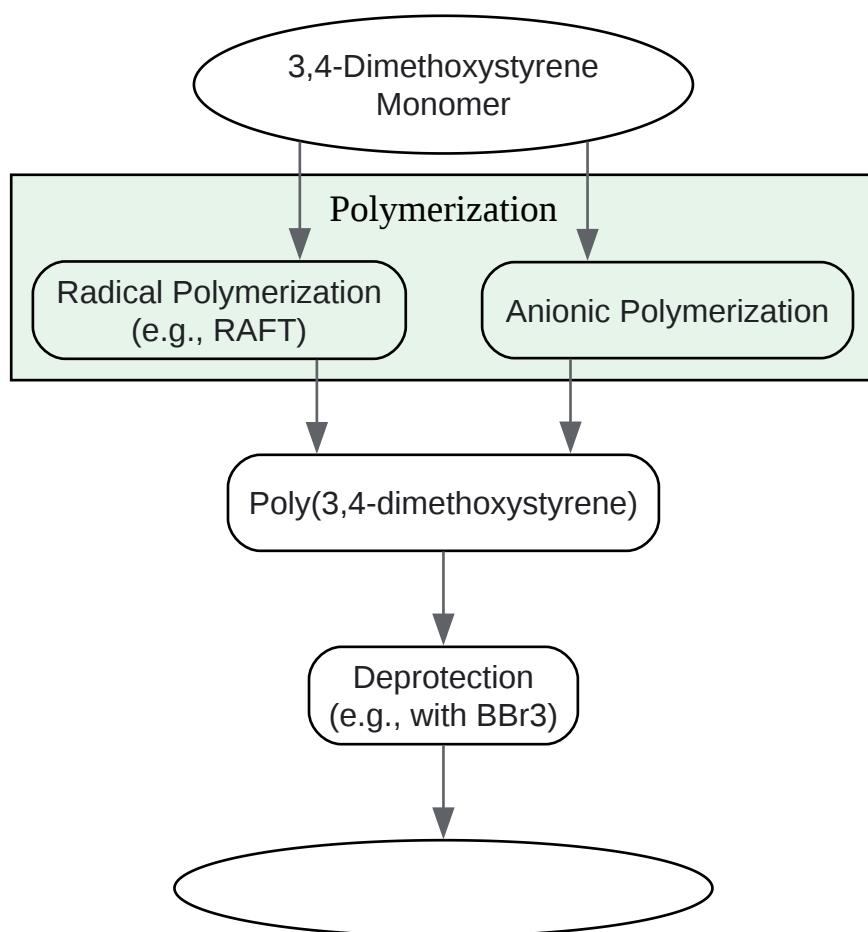 3,4-Dimethoxystyrene
Monomer
Polymerization
Radical Polymerization
(e.g., RAFT)
Anionic Polymerization
Poly(3,4-dimethoxystyrene)
Deprotection
(e.g., with BBr3)